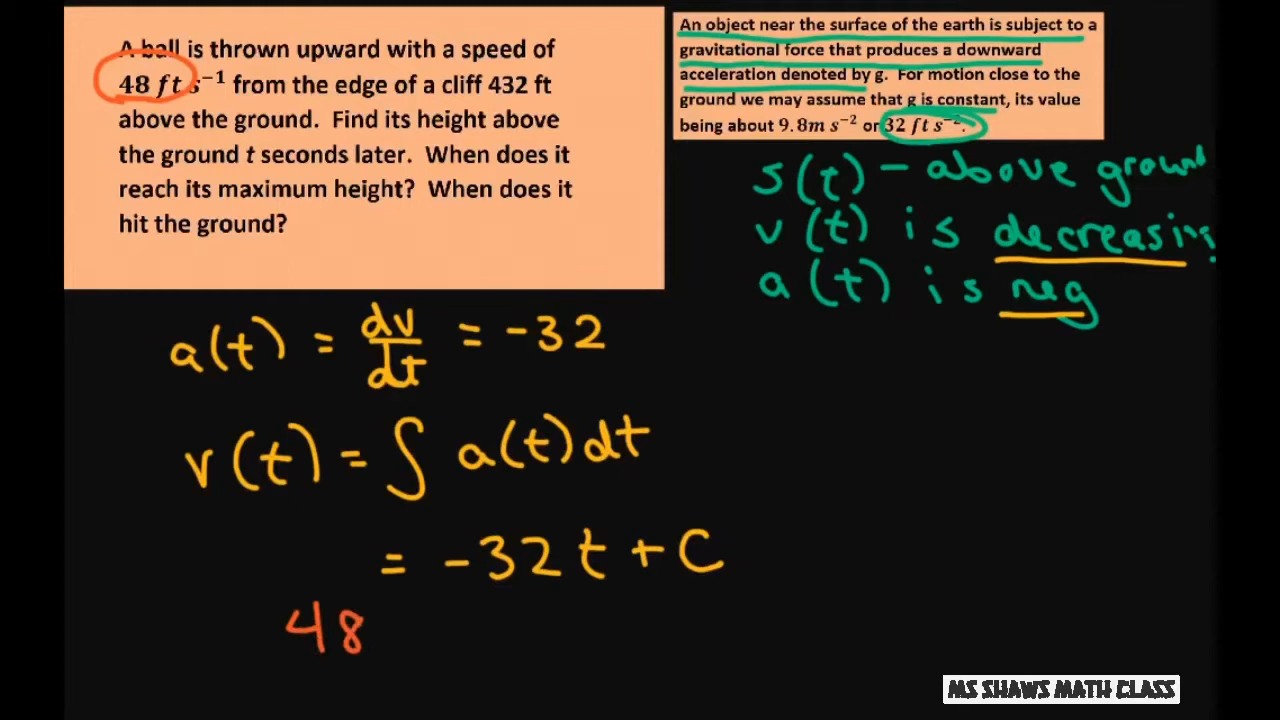 A ball is thrown upward with a speed of
48 ft s⁻¹ from the edge of a cliff 432 ft
above the ground. Find its height above
the ground t seconds later. When does it
reach its maximum height? When does it
hit the ground?
An object near the surface of the earth is subject to a
gravitational force that produces a downward
acceleration denoted by g. For motion close to the
ground we may assume that g is constant, its value
being about 9.8m s⁻² or 32 ft s⁻².
s(t) - above ground
v(t) is decreasing
a(t) is neg
a(t) = dv/dt = -32
v(t) = ∫ a(t) dt
= -32t + C
48
MS SHAWS MATH CLASS